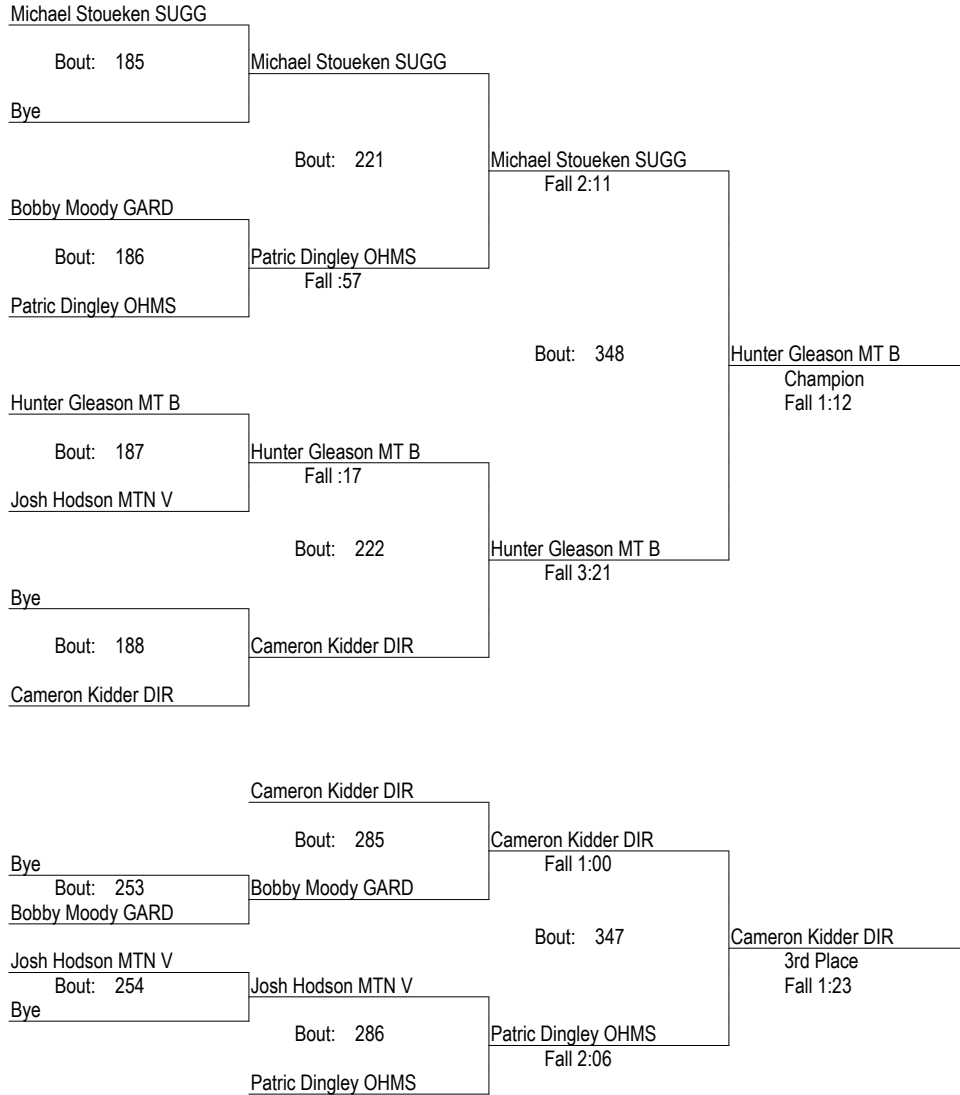 Michael Stoueken SUGG
Bout: 185
Michael Stoueken SUGG
Bye
Bout: 221
Michael Stoueken SUGG
Fall 2:11
Bobby Moody GARD
Bout: 186
Patric Dingley OHMS
Fall :57
Patric Dingley OHMS
Bout: 348
Hunter Gleason MT B
Champion
Fall 1:12
Hunter Gleason MT B
Bout: 187
Hunter Gleason MT B
Fall :17
Josh Hodson MTN V
Bout: 222
Hunter Gleason MT B
Fall 3:21
Bye
Bout: 188
Cameron Kidder DIR
Cameron Kidder DIR
Cameron Kidder DIR
Bout: 285
Cameron Kidder DIR
Fall 1:00
Bye
Bout: 253
Bobby Moody GARD
Bobby Moody GARD
Bout: 347
Cameron Kidder DIR
3rd Place
Fall 1:23
Josh Hodson MTN V
Bout: 254
Josh Hodson MTN V
Bye
Bout: 286
Patric Dingley OHMS
Fall 2:06
Patric Dingley OHMS